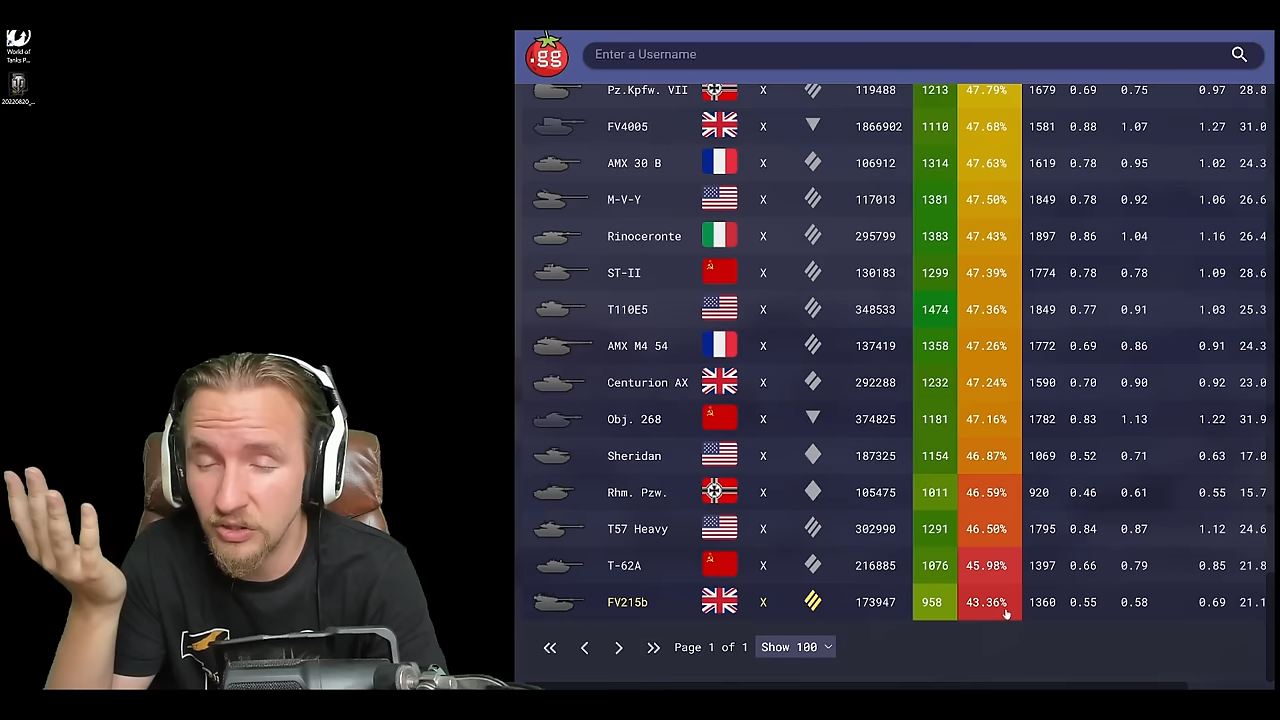 World of
Tanks P...
20220820_...
.gg
Enter a Username
Pz.Kpfw. VII X 119488 1213 47.79% 1679 0.69 0.75 0.97 28.8
FV4005 X 1866902 1110 47.68% 1581 0.88 1.07 1.27 31.0
AMX 30 B X 106912 1314 47.63% 1619 0.78 0.95 1.02 24.3
M-V-Y X 117013 1381 47.50% 1849 0.78 0.92 1.06 26.6
Rinoceronte X 295799 1383 47.43% 1897 0.86 1.04 1.16 26.4
ST-II X 130183 1299 47.39% 1774 0.78 0.78 1.09 28.6
T110E5 X 348533 1474 47.36% 1849 0.77 0.91 1.03 25.3
AMX M4 54 X 137419 1358 47.26% 1772 0.69 0.86 0.91 24.3
Centurion AX X 292288 1232 47.24% 1590 0.70 0.90 0.92 23.0
Obj. 268 X 374825 1181 47.16% 1782 0.83 1.13 1.22 31.9
Sheridan X 187325 1154 46.87% 1069 0.52 0.71 0.63 17.0
Rhm. Pzw. X 105475 1011 46.59% 920 0.46 0.61 0.55 15.7
T57 Heavy X 302990 1291 46.50% 1795 0.84 0.87 1.12 24.6
T-62A X 216885 1076 45.98% 1397 0.66 0.79 0.85 21.8
FV215b X 173947 958 43.36% 1360 0.55 0.58 0.69 21.1
Page 1 of 1 Show 100